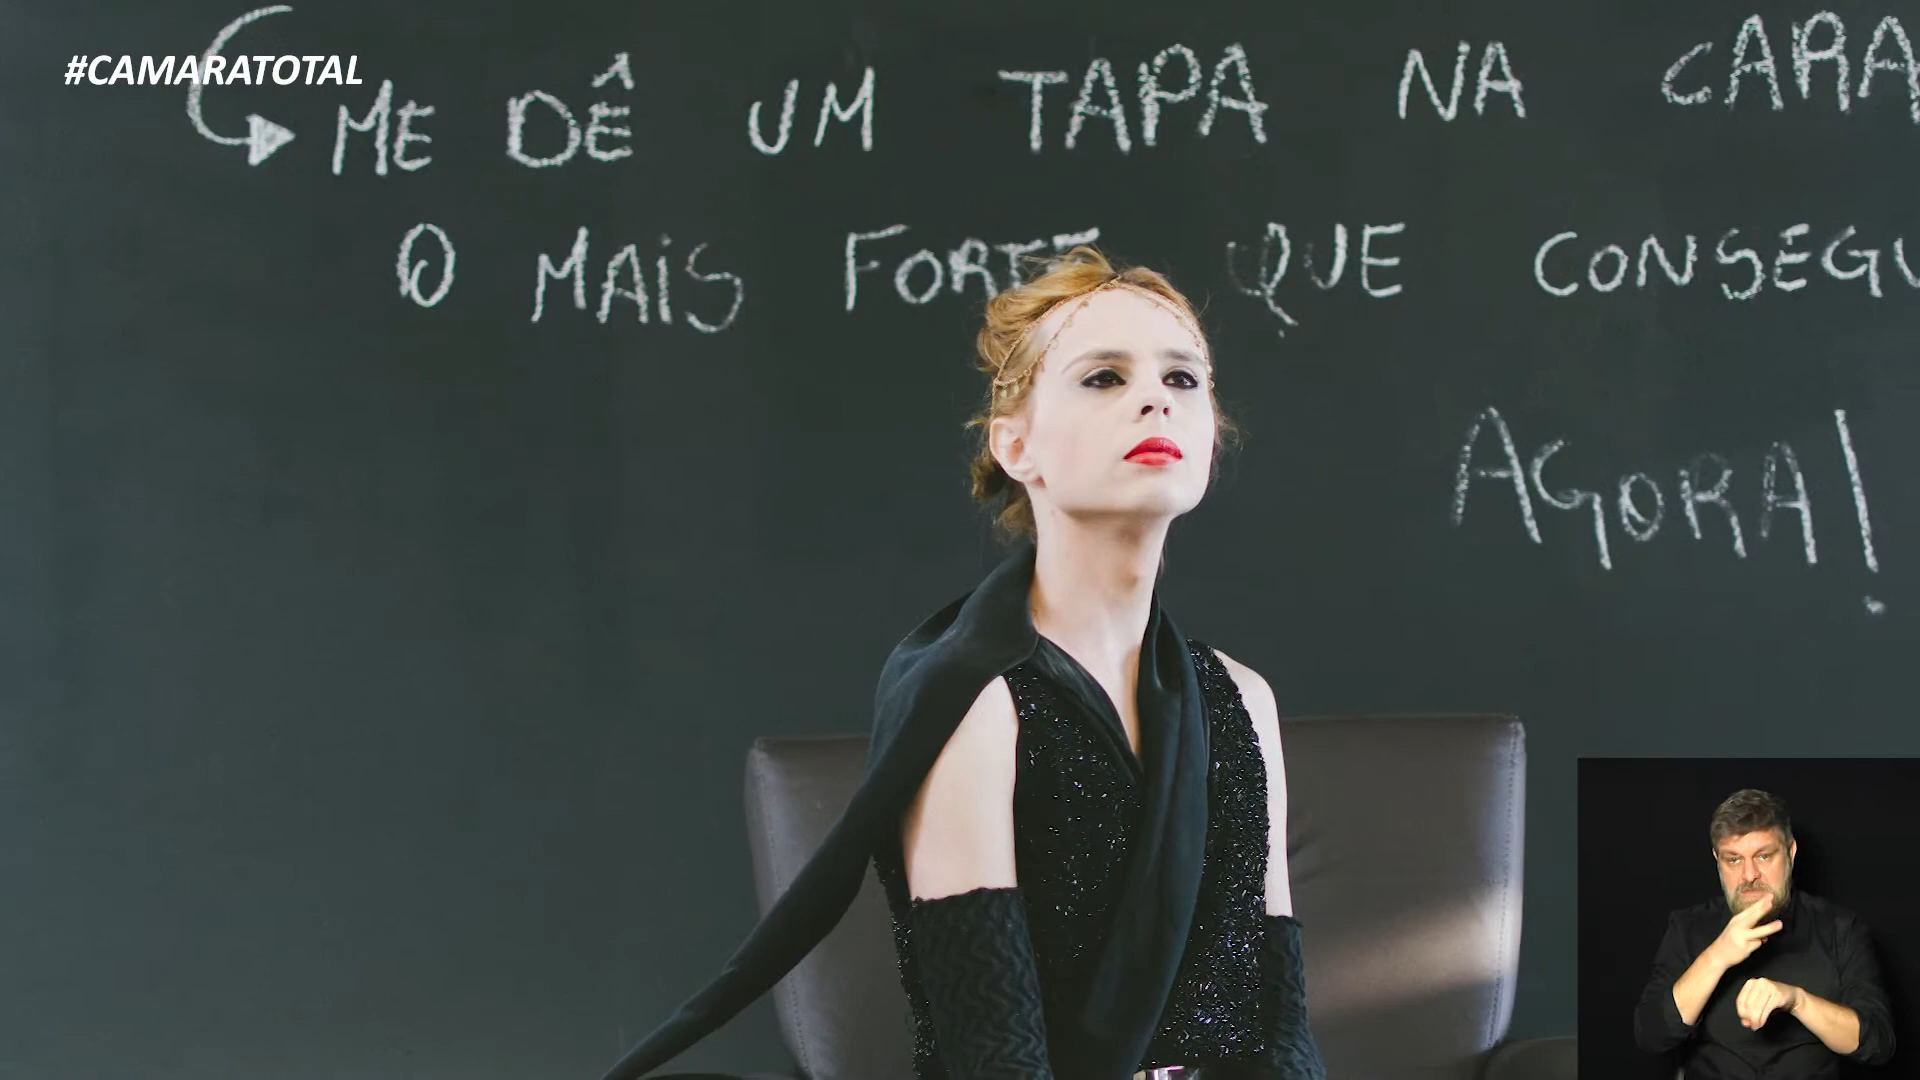 #CAMARATOTAL
ME DÊ UM TAPA NA CARA
O MAIS FORTE QUE CONSEGU
AGORA!